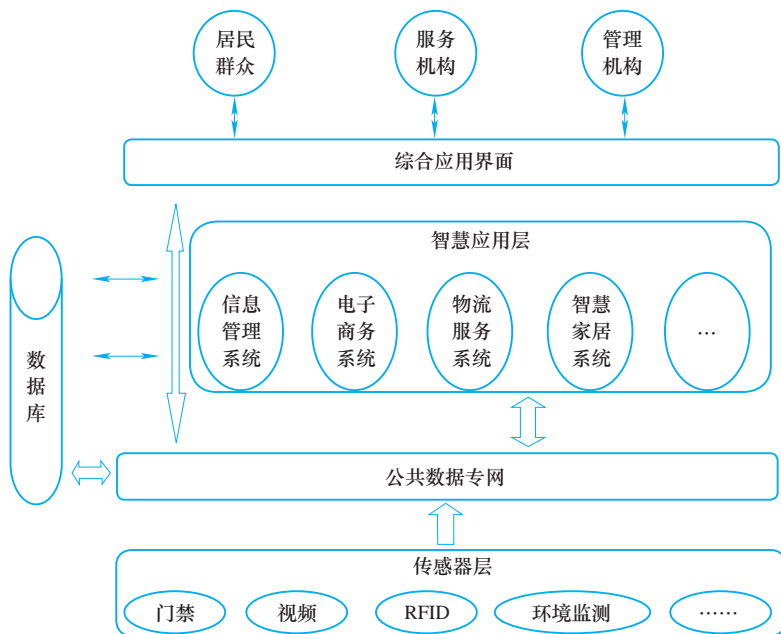 居民
群众
服务
机构
管理
机构
综合应用界面
智慧应用层
信息
管理
系统
电子
商务
系统
物流
服务
系统
智慧
家居
系统
…
数
据
库
公共数据专网
传感器层
门禁
视频
RFID
环境监测
……